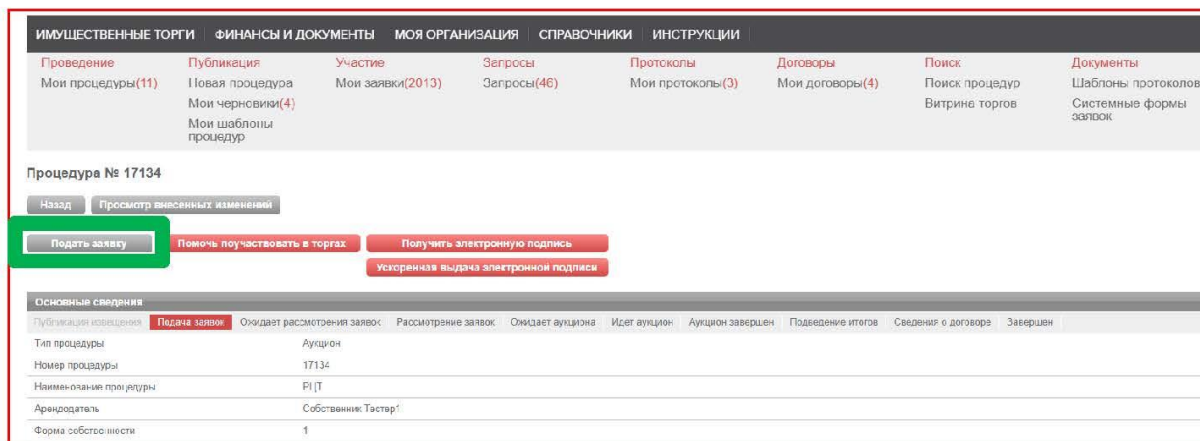 ИМУЩЕСТВЕННЫЕ ТОРГИ ФИНАНСЫ И ДОКУМЕНТЫ МОЯ ОРГАНИЗАЦИЯ СПРАВОЧНИКИ ИНСТРУКЦИИ
Проведение Публикация Участие Запросы Протоколы Договоры Поиск Документы
Мои процедуры(11) Новая процедура Мои заявки(2013) Запросы(46) Мои протоколы(3) Мои договоры(4) Поиск процедур Шаблоны протоколов
Мои черновики(4) Витрина торгов Системные формы
Мои шаблоны заявок
процедур
Процедура № 17134
Назад Просмотр внесенных изменений
Подать заявку Помочь поучаствовать в торгах Получить электронную подпись
Ускоренная выдача электронной подписи
Основные сведения
Публикация извещения Подача заявок Ожидает рассмотрения заявок Рассмотрение заявок Ожидает аукциона Идет аукцион Аукцион завершен Подведение итогов Сведения о договоре Завершен
Тип процедуры Аукцион
Номер процедуры 17134
Наименование процедуры
Арендодатель Собственник Тестер1
Форма собственности 1